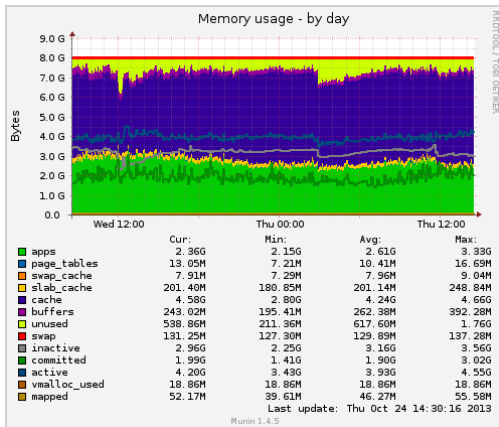 Memory usage - by day
RRDTOOL / TOBI OETIKER
Bytes
9.0 G
8.0 G
7.0 G
6.0 G
5.0 G
4.0 G
3.0 G
2.0 G
1.0 G
0.0
Wed 12:00 Thu 00:00 Thu 12:00
Cur: Min: Avg: Max:
apps 2.36G 2.15G 2.61G 3.33G
page_tables 13.05M 7.21M 10.41M 16.69M
swap_cache 7.91M 7.29M 7.96M 9.04M
slab_cache 201.40M 180.85M 201.14M 248.84M
cache 4.58G 2.80G 4.24G 4.66G
buffers 243.02M 195.41M 262.38M 392.28M
unused 538.86M 211.36M 617.60M 1.76G
swap 131.25M 127.30M 129.89M 137.28M
inactive 2.96G 2.25G 3.16G 3.56G
committed 1.99G 1.41G 1.90G 3.02G
active 4.20G 3.43G 3.93G 4.55G
vmalloc_used 18.86M 18.86M 18.86M 18.86M
mapped 52.17M 39.61M 46.27M 55.58M
Last update: Thu Oct 24 14:30:16 2013
Munin 1.4.5